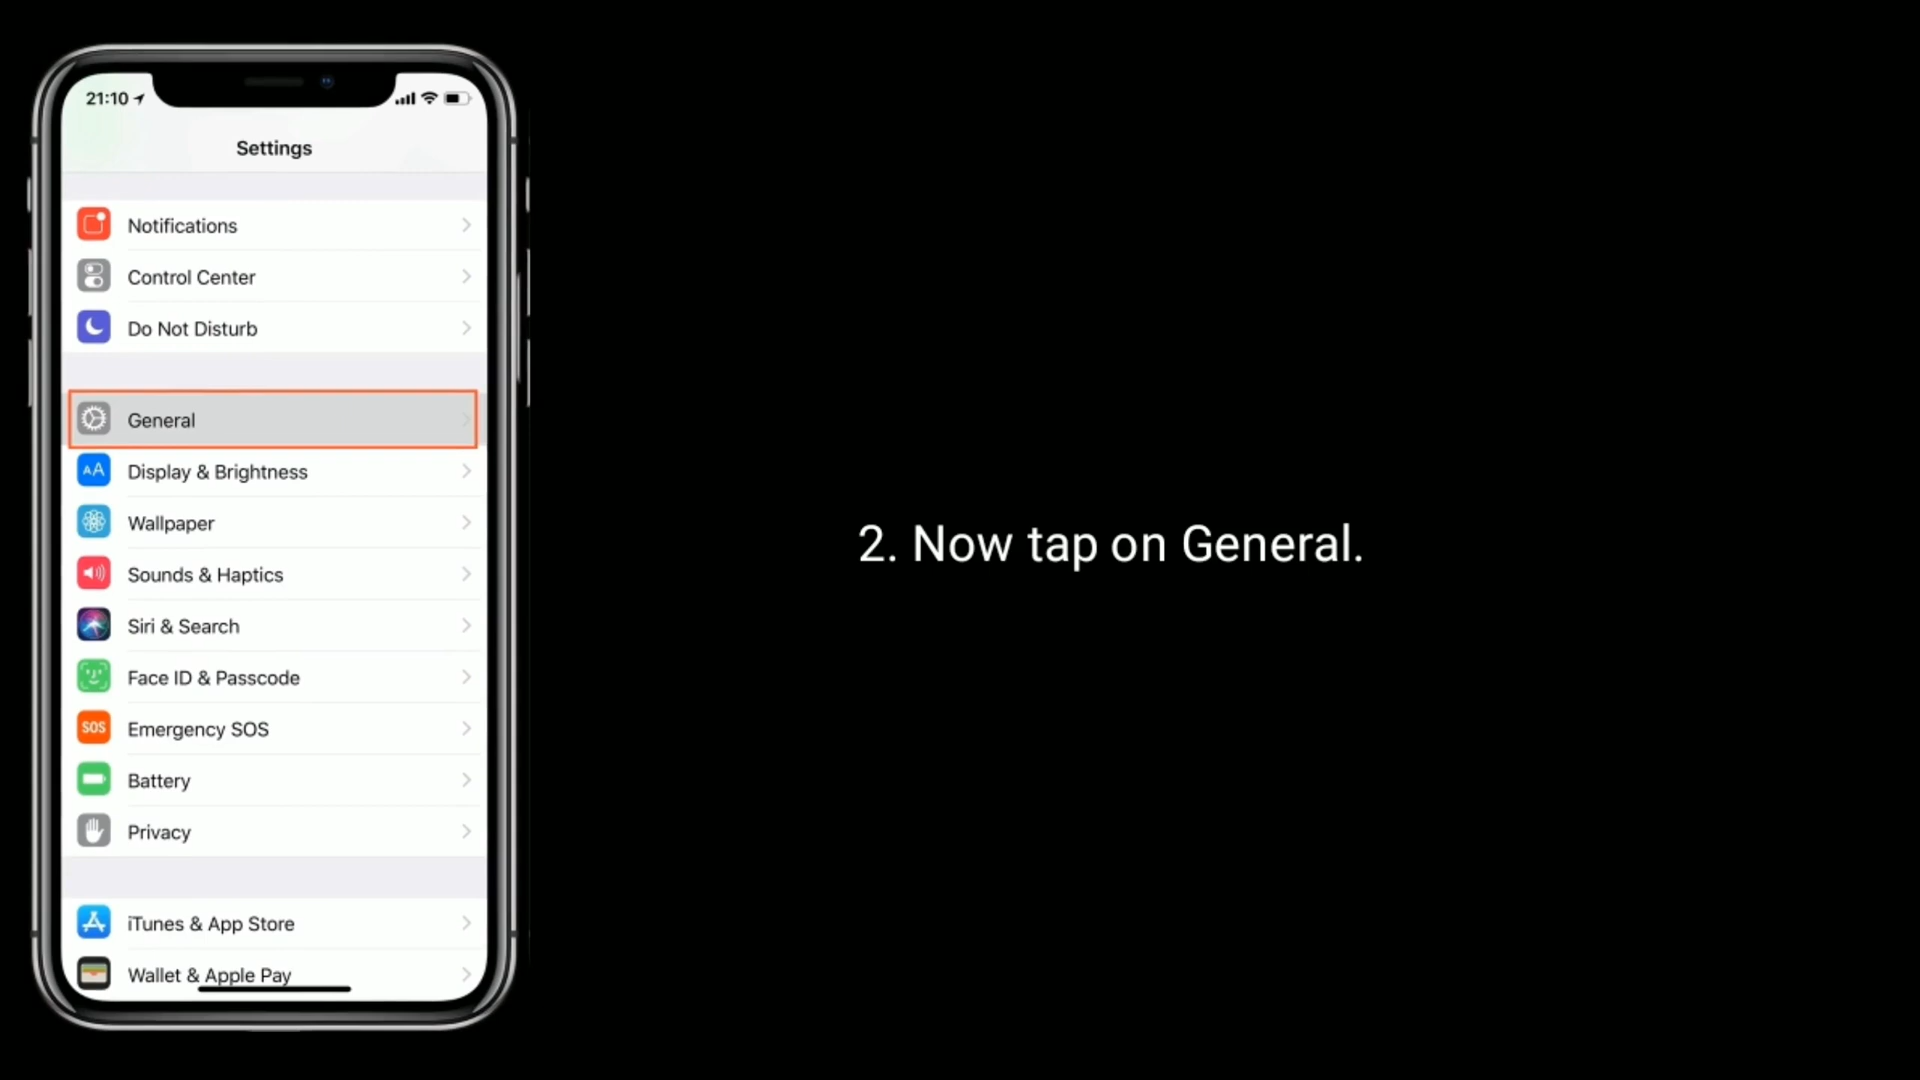 21:10
Settings
Notifications
Control Center
Do Not Disturb
General
AA
Display & Brightness
Wallpaper
Sounds & Haptics
Siri & Search
Face ID & Passcode
SOS
Emergency SOS
Battery
Privacy
iTunes & App Store
Wallet & Apple Pay
2. Now tap on General.